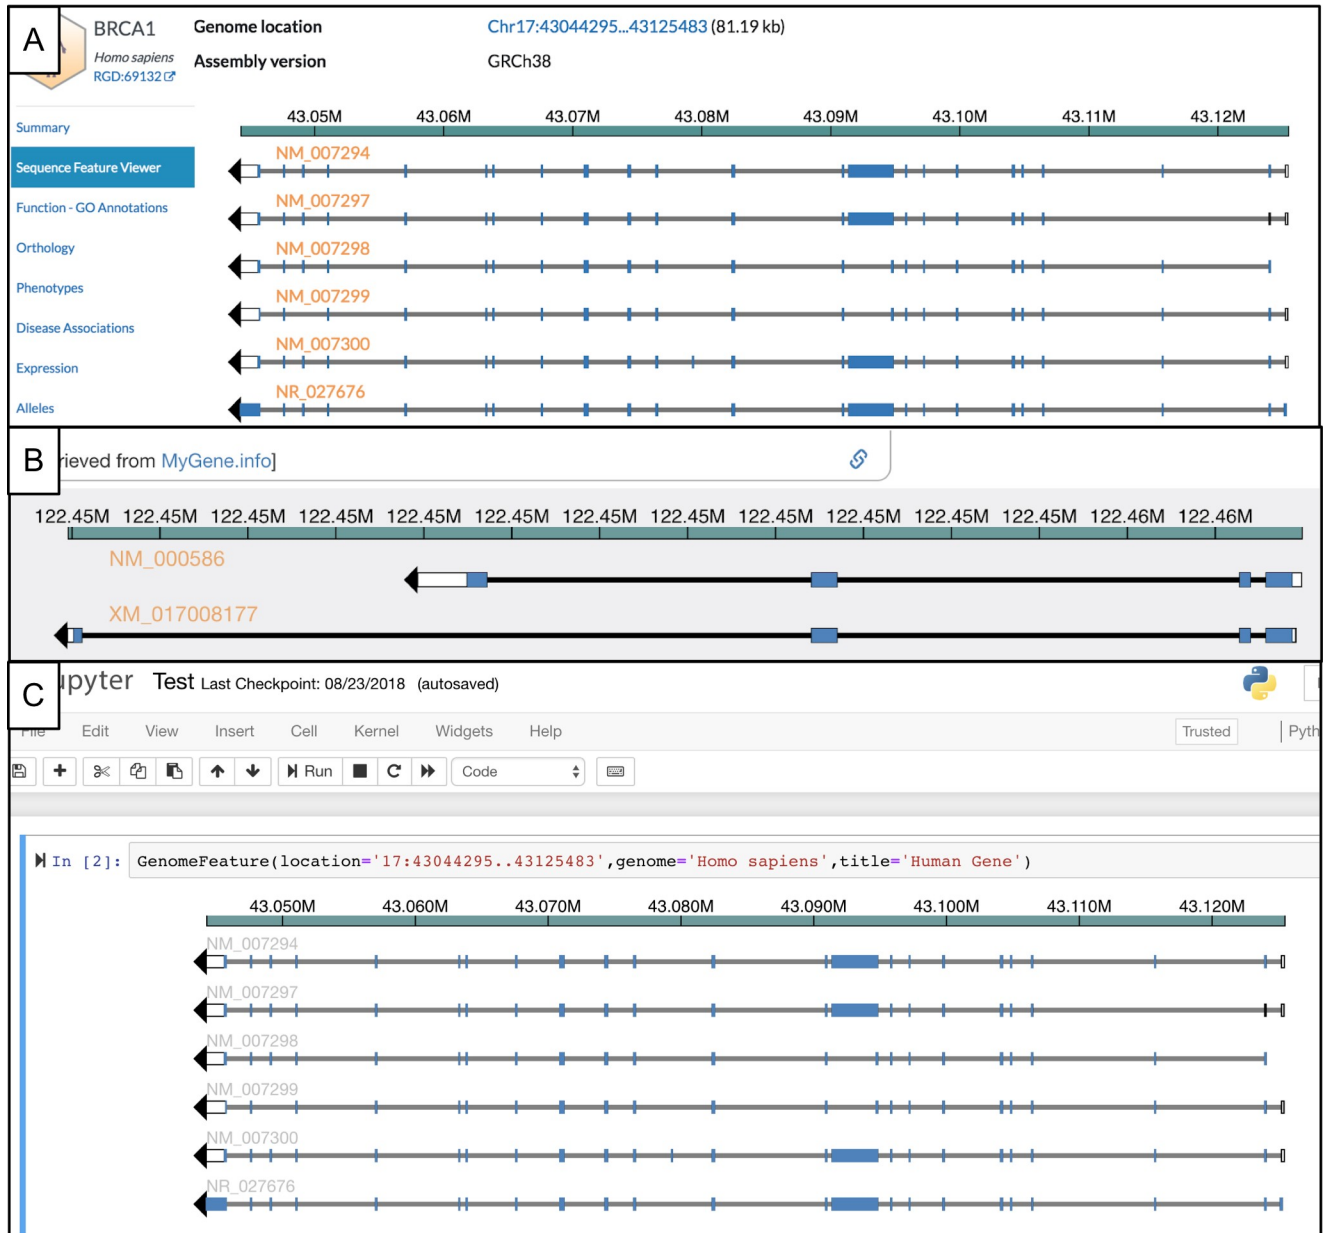 A
BRCA1
Homo sapiens
RGD:69132
Genome location
Chr17:43044295...43125483 (81.19 kb)
Assembly version
GRCh38
Summary
Sequence Feature Viewer
Function - GO Annotations
Orthology
Phenotypes
Disease Associations
Expression
Alleles
43.05M 43.06M 43.07M 43.08M 43.09M 43.10M 43.11M 43.12M
NM_007294
NM_007297
NM_007298
NM_007299
NM_007300
NR_027676
B
rieved from MyGene.info]
122.45M 122.45M 122.45M 122.45M 122.45M 122.45M 122.45M 122.45M 122.45M 122.45M 122.45M 122.45M 122.46M 122.46M
NM_000586
XM_017008177
C
upyter Test Last Checkpoint: 08/23/2018 (autosaved)
File Edit View Insert Cell Kernel Widgets Help
Trusted
Pyth
Run
Code
In [2]: GenomeFeature(location='17:43044295..43125483',genome='Homo sapiens',title='Human Gene')
43.050M 43.060M 43.070M 43.080M 43.090M 43.100M 43.110M 43.120M
NM_007294
NM_007297
NM_007298
NM_007299
NM_007300
NR_027676